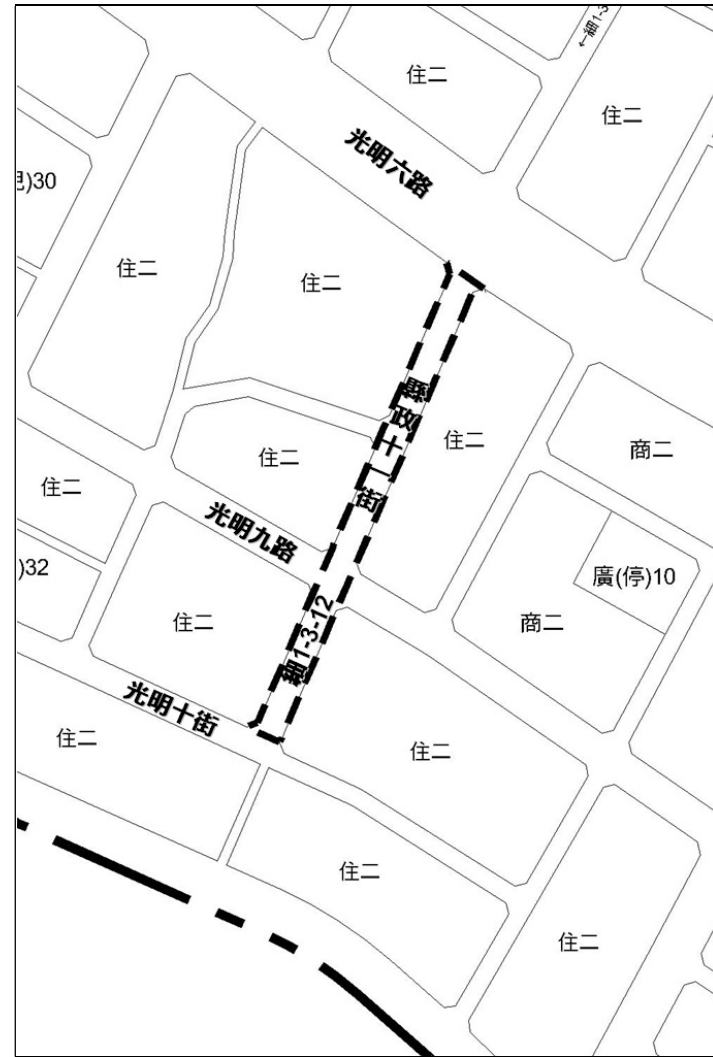 ←細1-3
住二
住二
光明六路
)30
住二
住二
縣政十一街
住二
商二
住二
住二
光明九路
廣(停)10
)32
細1-3-12
住二
商二
光明十街
住二
住二
住二
住二